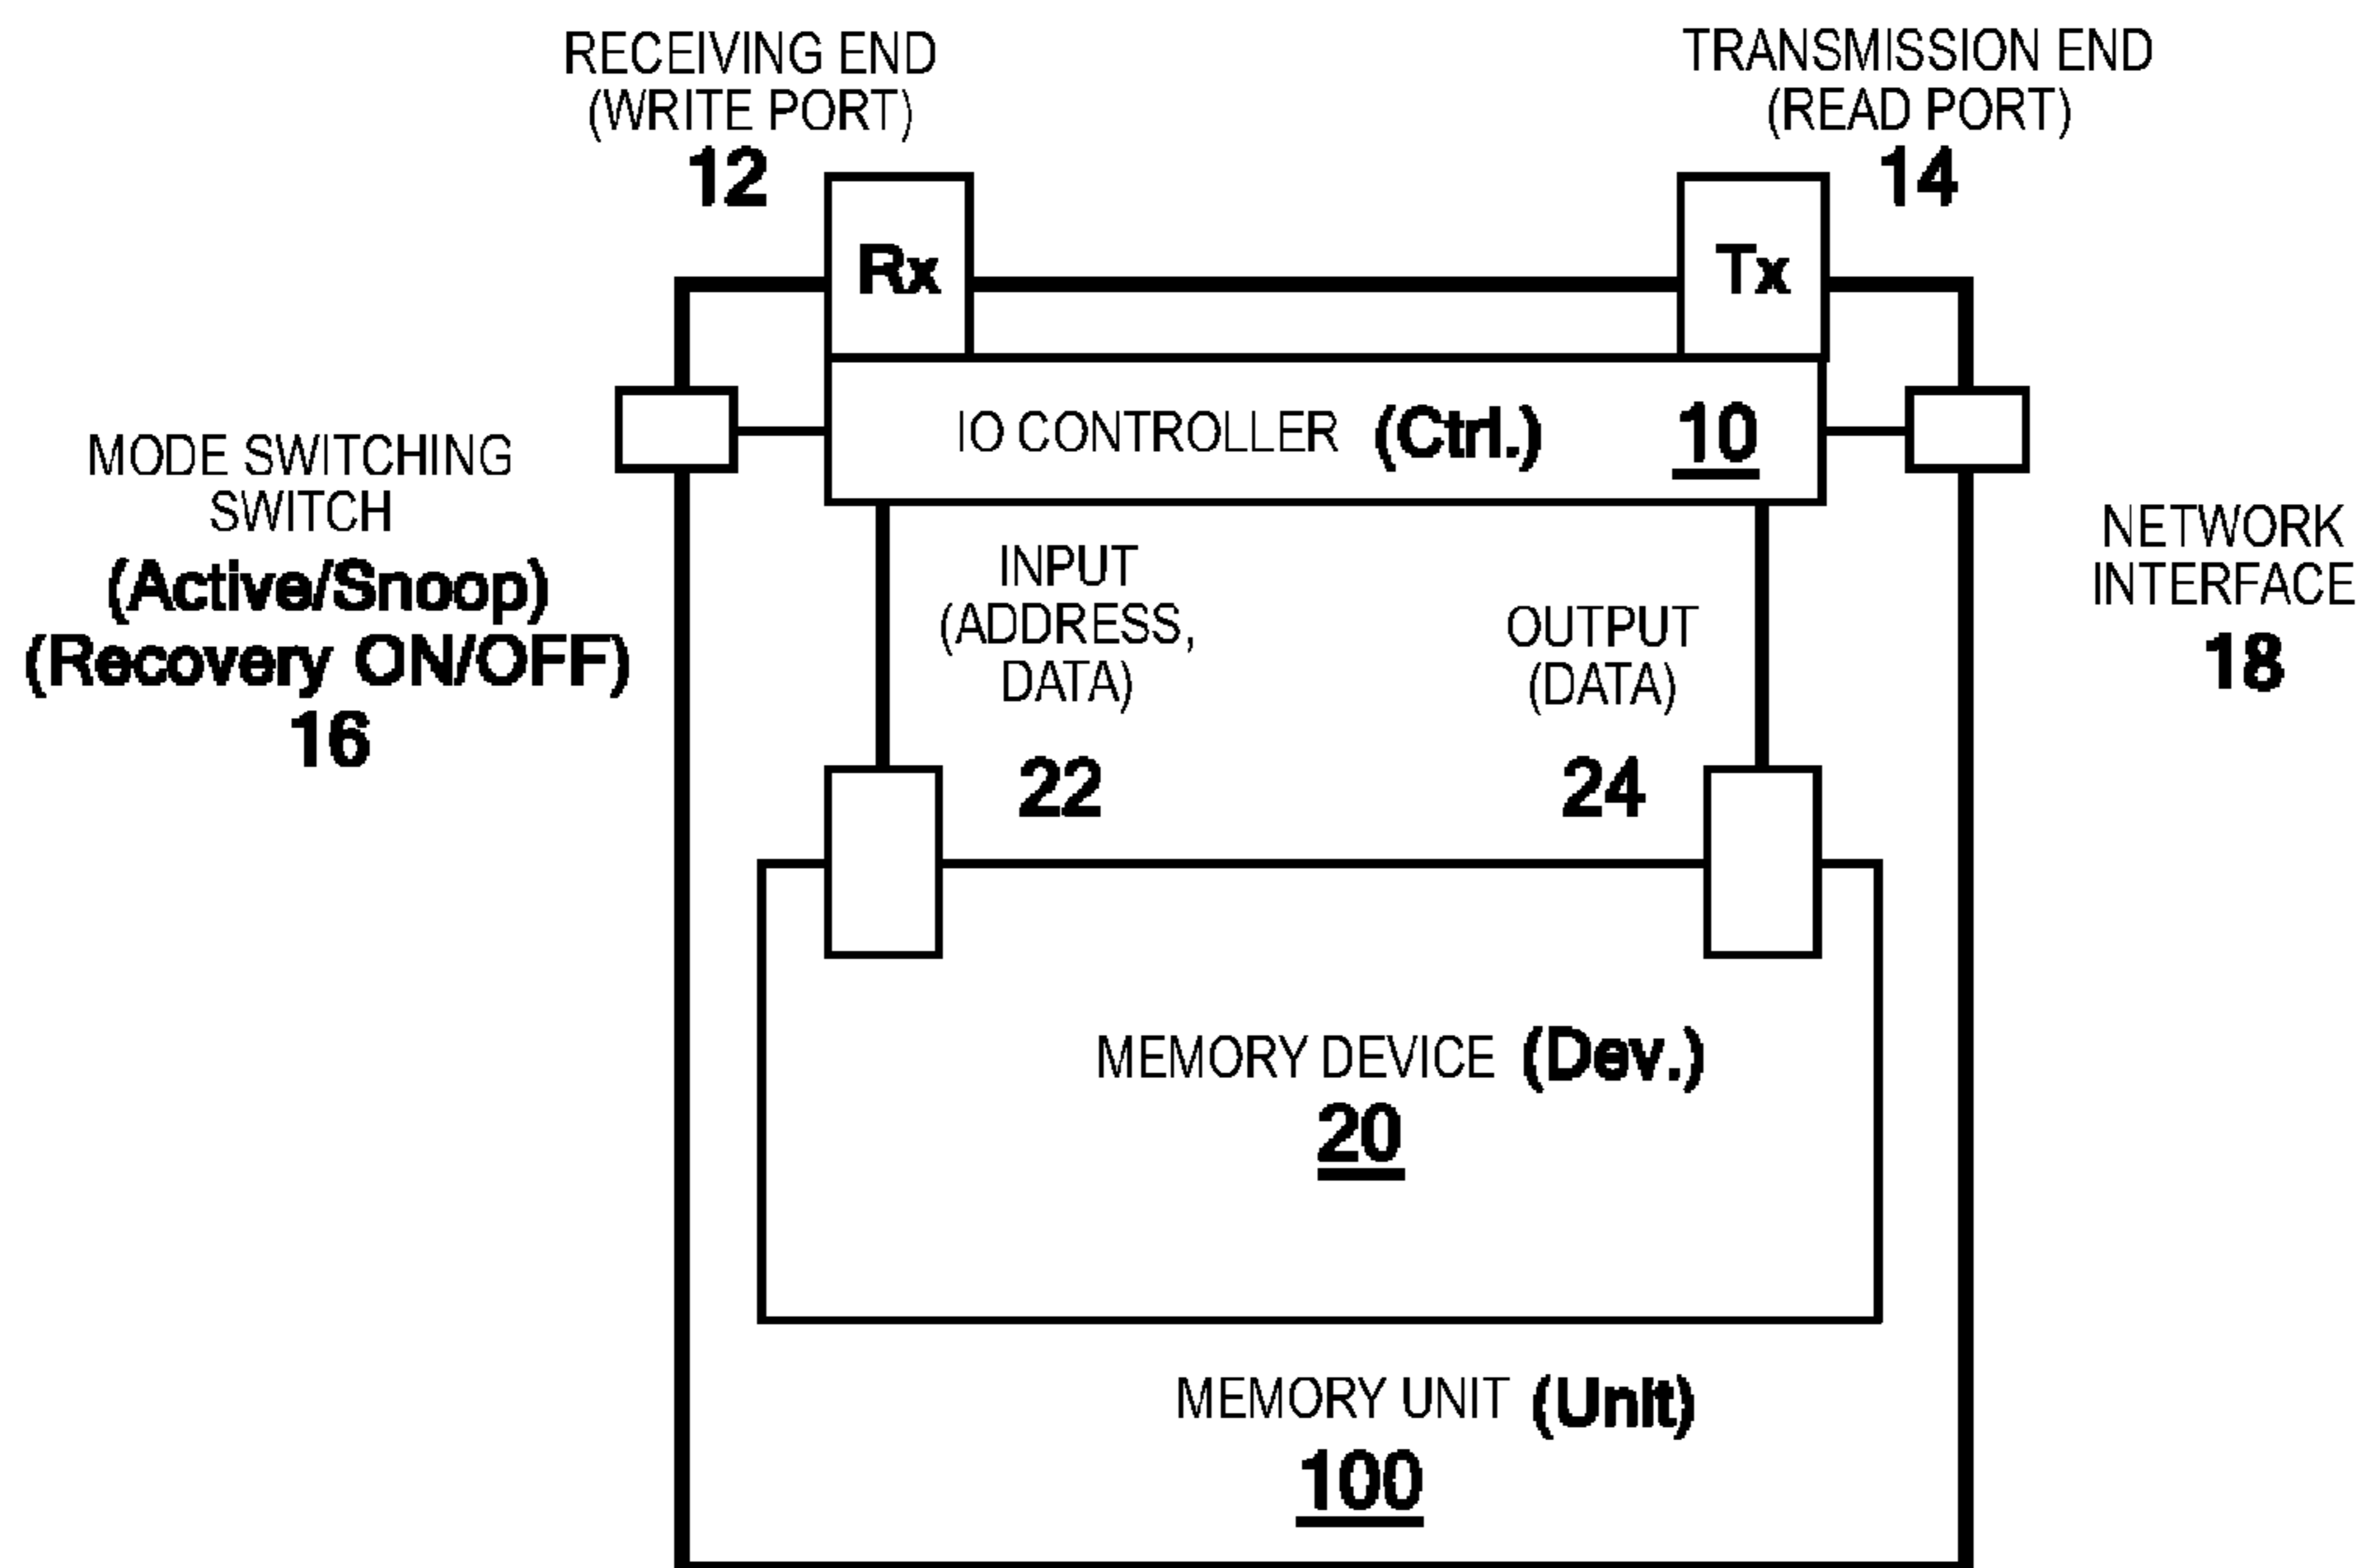 RECEIVING END
(WRITE PORT)
12
TRANSMISSION END
(READ PORT)
14
Rx
Tx
IO CONTROLLER (Ctrl.) 10
MODE SWITCHING
SWITCH
(Active/Snoop)
(Recovery ON/OFF)
16
NETWORK
INTERFACE
18
INPUT
(ADDRESS,
DATA)
22
OUTPUT
(DATA)
24
MEMORY DEVICE (Dev.)
20
MEMORY UNIT (Unit)
100